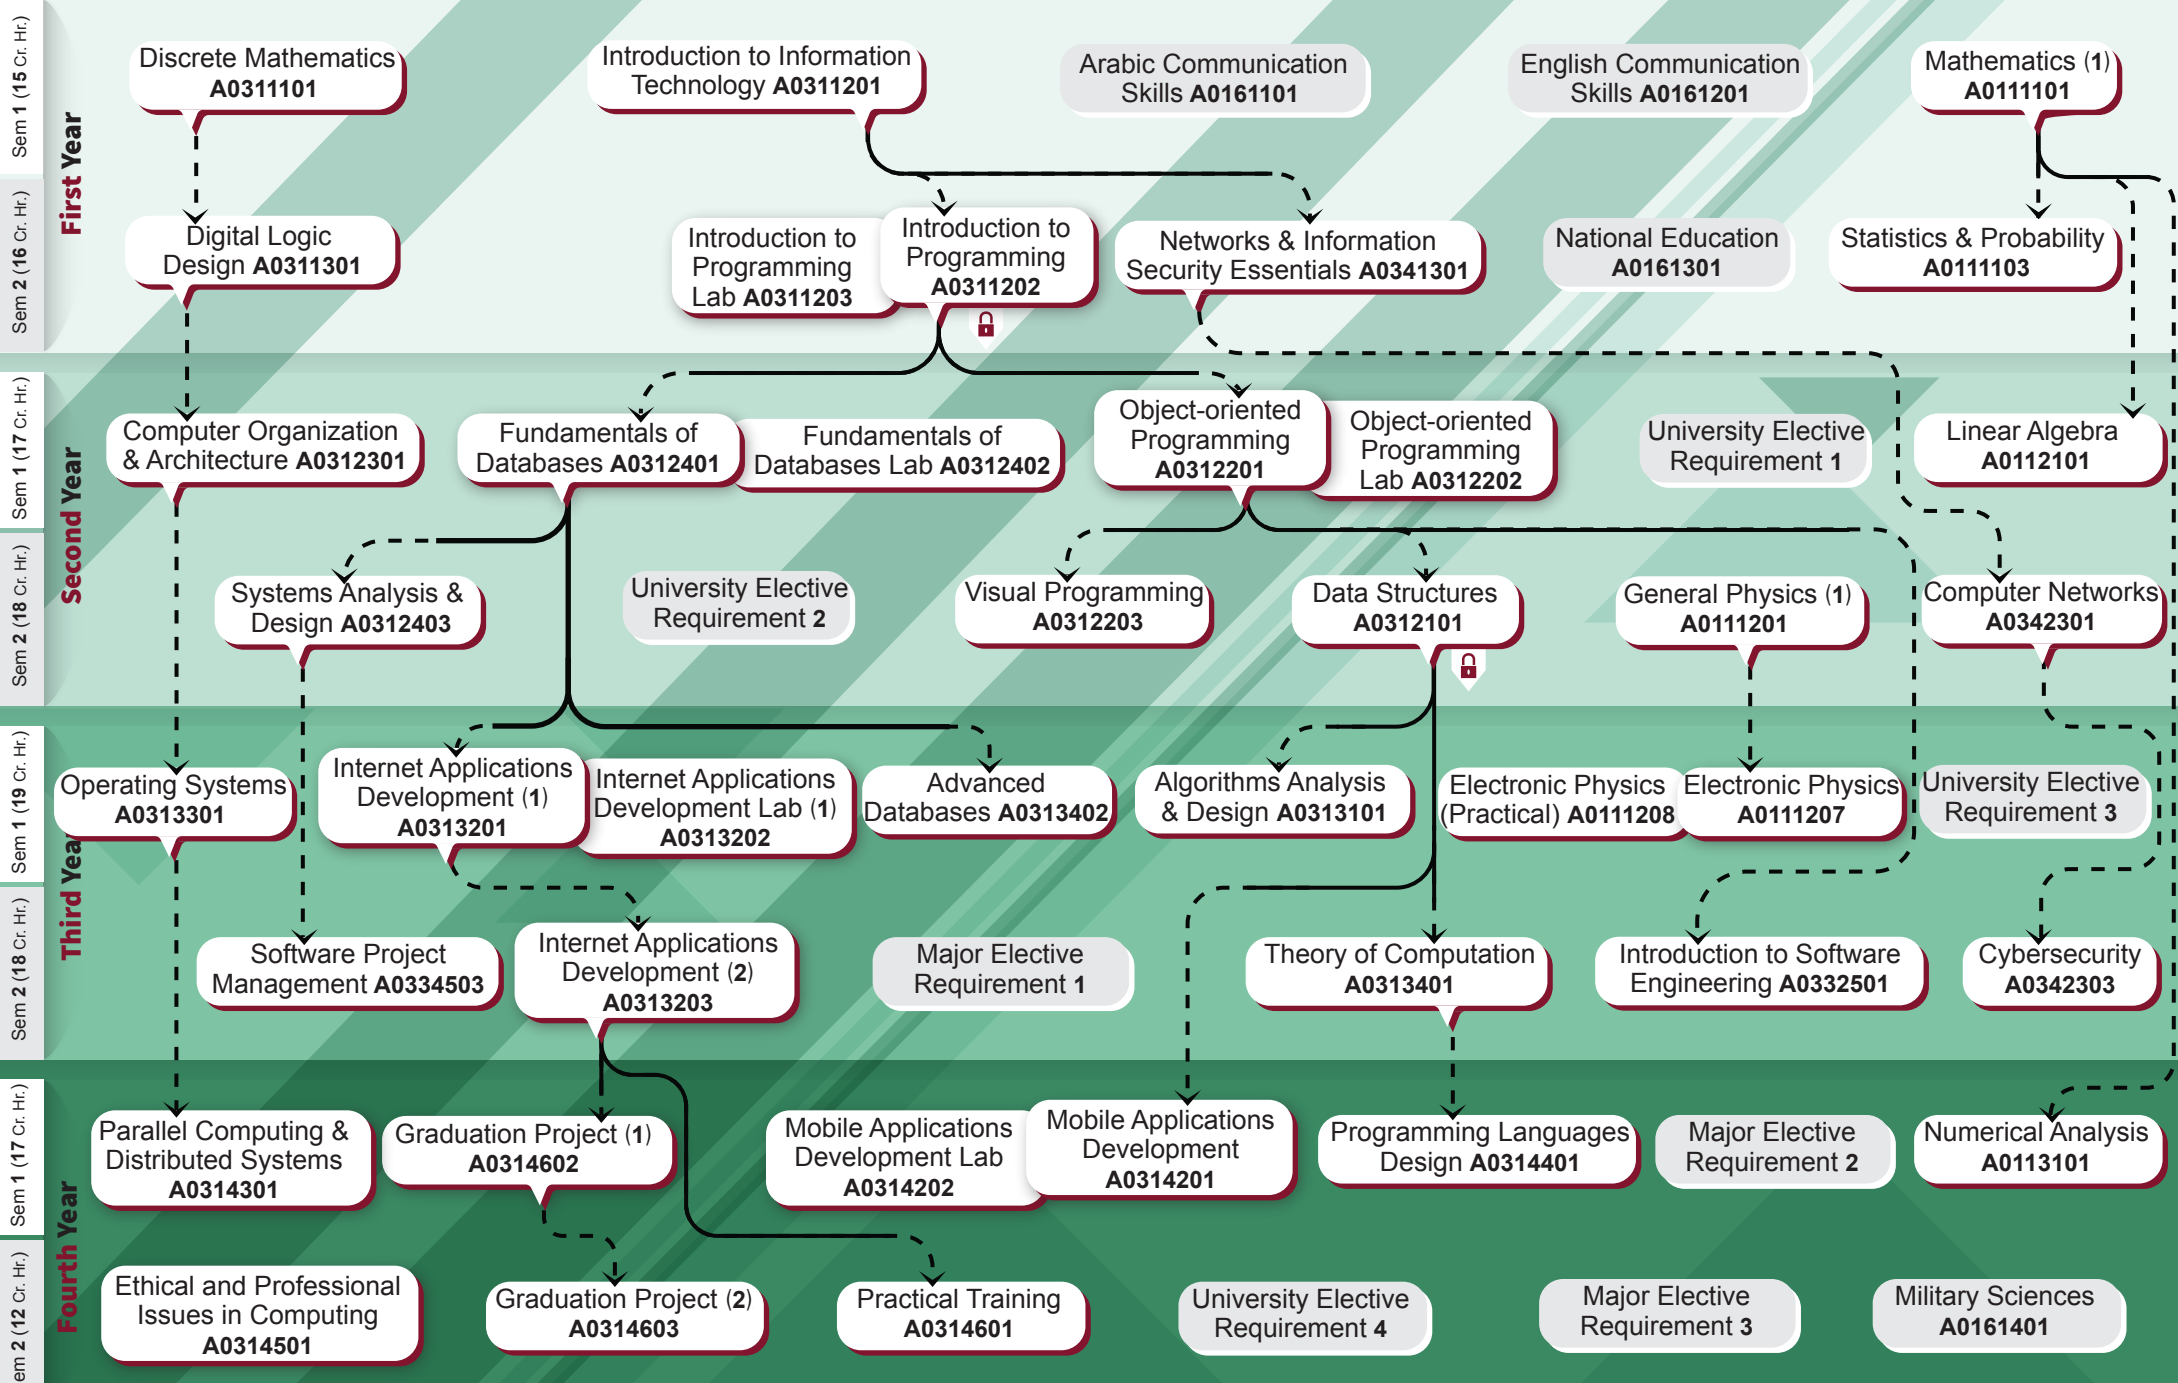 Sem 1 (15 Cr. Hr.)
Sem 2 (16 Cr. Hr.)
First Year
Discrete Mathematics
A0311101
Introduction to Information
Technology A0311201
Arabic Communication
Skills A0161101
English Communication
Skills A0161201
Mathematics (1)
A0111101
Digital Logic
Design A0311301
Introduction to
Programming
Lab A0311203
Introduction to
Programming
A0311202
Networks & Information
Security Essentials A0341301
National Education
A0161301
Statistics & Probability
A0111103
Sem 1 (17 Cr. Hr.)
Sem 2 (18 Cr. Hr.)
Second Year
Computer Organization
& Architecture A0312301
Fundamentals of
Databases A0312401
Fundamentals of
Databases Lab A0312402
Object-oriented
Programming
A0312201
Object-oriented
Programming
Lab A0312202
University Elective
Requirement 1
Linear Algebra
A0112101
Systems Analysis &
Design A0312403
University Elective
Requirement 2
Visual Programming
A0312203
Data Structures
A0312101
General Physics (1)
A0111201
Computer Networks
A0342301
Sem 1 (19 Cr. Hr.)
Sem 2 (18 Cr. Hr.)
Third Year
Operating Systems
A0313301
Internet Applications
Development (1)
A0313201
Internet Applications
Development Lab (1)
A0313202
Advanced
Databases A0313402
Algorithms Analysis
& Design A0313101
Electronic Physics
(Practical) A0111208
Electronic Physics
A0111207
University Elective
Requirement 3
Software Project
Management A0334503
Internet Applications
Development (2)
A0313203
Major Elective
Requirement 1
Theory of Computation
A0313401
Introduction to Software
Engineering A0332501
Cybersecurity
A0342303
Sem 1 (17 Cr. Hr.)
em 2 (12 Cr. Hr.)
Fourth Year
Parallel Computing &
Distributed Systems
A0314301
Graduation Project (1)
A0314602
Mobile Applications
Development Lab
A0314202
Mobile Applications
Development
A0314201
Programming Languages
Design A0314401
Major Elective
Requirement 2
Numerical Analysis
A0113101
Ethical and Professional
Issues in Computing
A0314501
Graduation Project (2)
A0314603
Practical Training
A0314601
University Elective
Requirement 4
Major Elective
Requirement 3
Military Sciences
A0161401